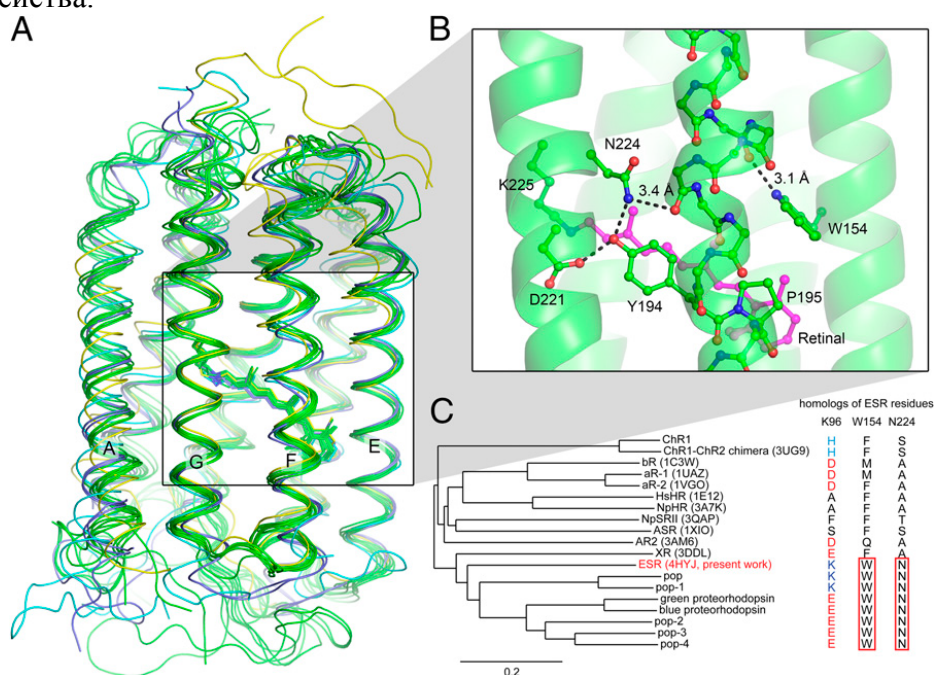 систва.
A
B
N224
K225
3.4 Å
3.1 Å
W154
D221
Y194
P195
Retinal
A
G
F
E
C
homologs of ESR residues
K96 W154 N224
ChR1 H F S
ChR1-ChR2 chimera (3UG9) H F S
bR (1C3W) D M A
aR-1 (1UAZ) D M A
aR-2 (1VGO) D F A
HsHR (1E12) A F A
NpHR (3A7K) A F A
NpSRII (3QAP) F F T
ASR (1XIO) S F S
AR2 (3AM6) D Q A
XR (3DDL) E F A
ESR (4HYJ, present work) K W N
pop K W N
pop-1 K W N
green proteorhodopsin E W N
blue proteorhodopsin E W N
pop-2 E W N
pop-3 E W N
pop-4 E W N
0.2